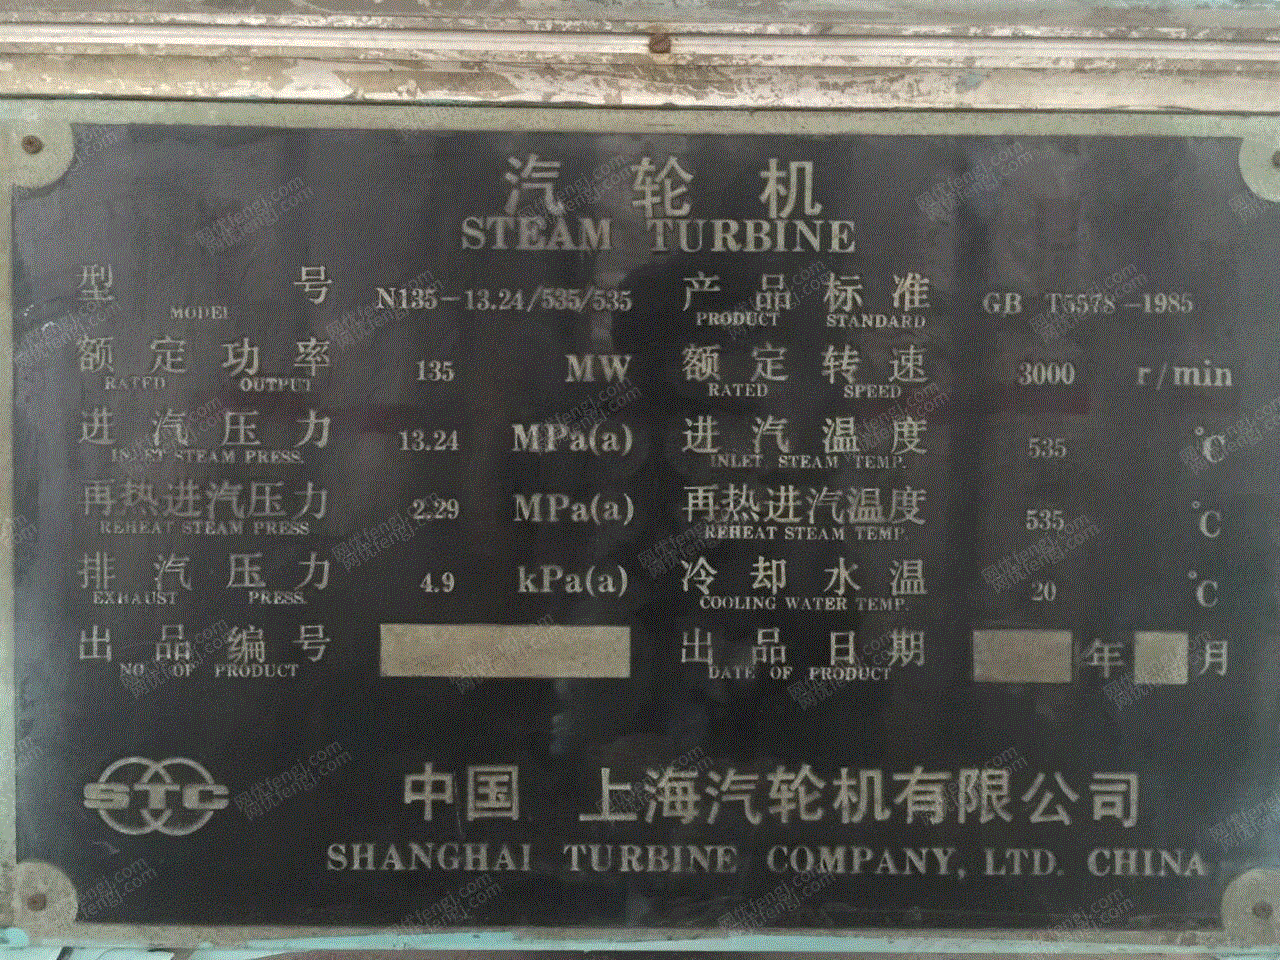 汽轮机
STEAM TURBINE
型号 N135-13.24/535/535 产品标准 GB T5578-1985
MODEL PRODUCT STANDARD
额定功率 135 MW 额定转速 3000 r/min
RATED OUTPUT RATED SPEED
进汽压力 13.24 MPa(a) 进汽温度 535 ℃
INLET STEAM PRESS. INLET STEAM TEMP.
再热进汽压力 2.29 MPa(a) 再热进汽温度 535 ℃
REHEAT STEAM PRESS REHEAT STEAM TEMP.
排汽压力 4.9 kPa(a) 冷却水温 20 ℃
EXHAUST PRESS. COOLING WATER TEMP.
出品编号 出品日期 年 月
NO. OF PRODUCT DATE OF PRODUCT
STC
中国 上海汽轮机有限公司
SHANGHAI TURBINE COMPANY, LTD. CHINA